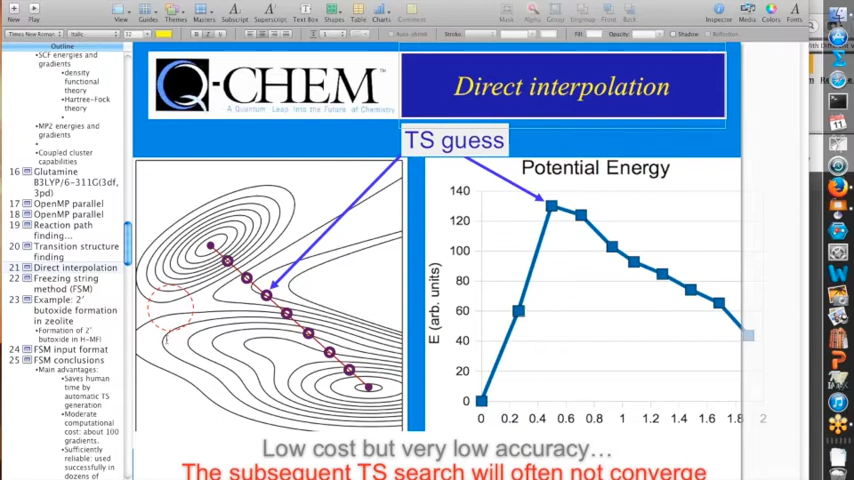 New
Play
View
Guides
Themes
Masters
Subscript
Superscript
Text Box
Shapes
Table
Charts
Comment
Mask
Alpha
Group
Ungroup
Front
Back
Inspector
Media
Colors
Fonts
Times New Roman
Italic
12
Auto-shrink
Stroke:
Fill:
Opacity:
Shadow
Outline
SCF energies and gradients
density functional theory
Hartree-Fock theory
MP2 energies and gradients
Coupled cluster capabilities
16 Glutamine B3LYP/6-311G(3df, 3pd)
17 OpenMP parallel
18 OpenMP parallel
19 Reaction path finding...
20 Transition structure finding
21 Direct interpolation
22 Freezing string method (FSM)
23 Example: 2' butoxide formation in zeolite
Formation of 2' butoxide in H-MFI
24 FSM input format
25 FSM conclusions
Main advantages:
Saves human time by automatic TS generation
Moderate computational cost: about 100 gradients.
Sufficiently reliable: used successfully in dozens of
Q-CHEM™
A Quantum Leap Into the Future of Chemistry
Direct interpolation
TS guess
Potential Energy
E (arb. units)
140
120
100
80
60
40
20
0
0 0.2 0.4 0.6 0.8 1 1.2 1.4 1.6 1.8 2
Low cost but very low accuracy…
The subsequent TS search will often not converge